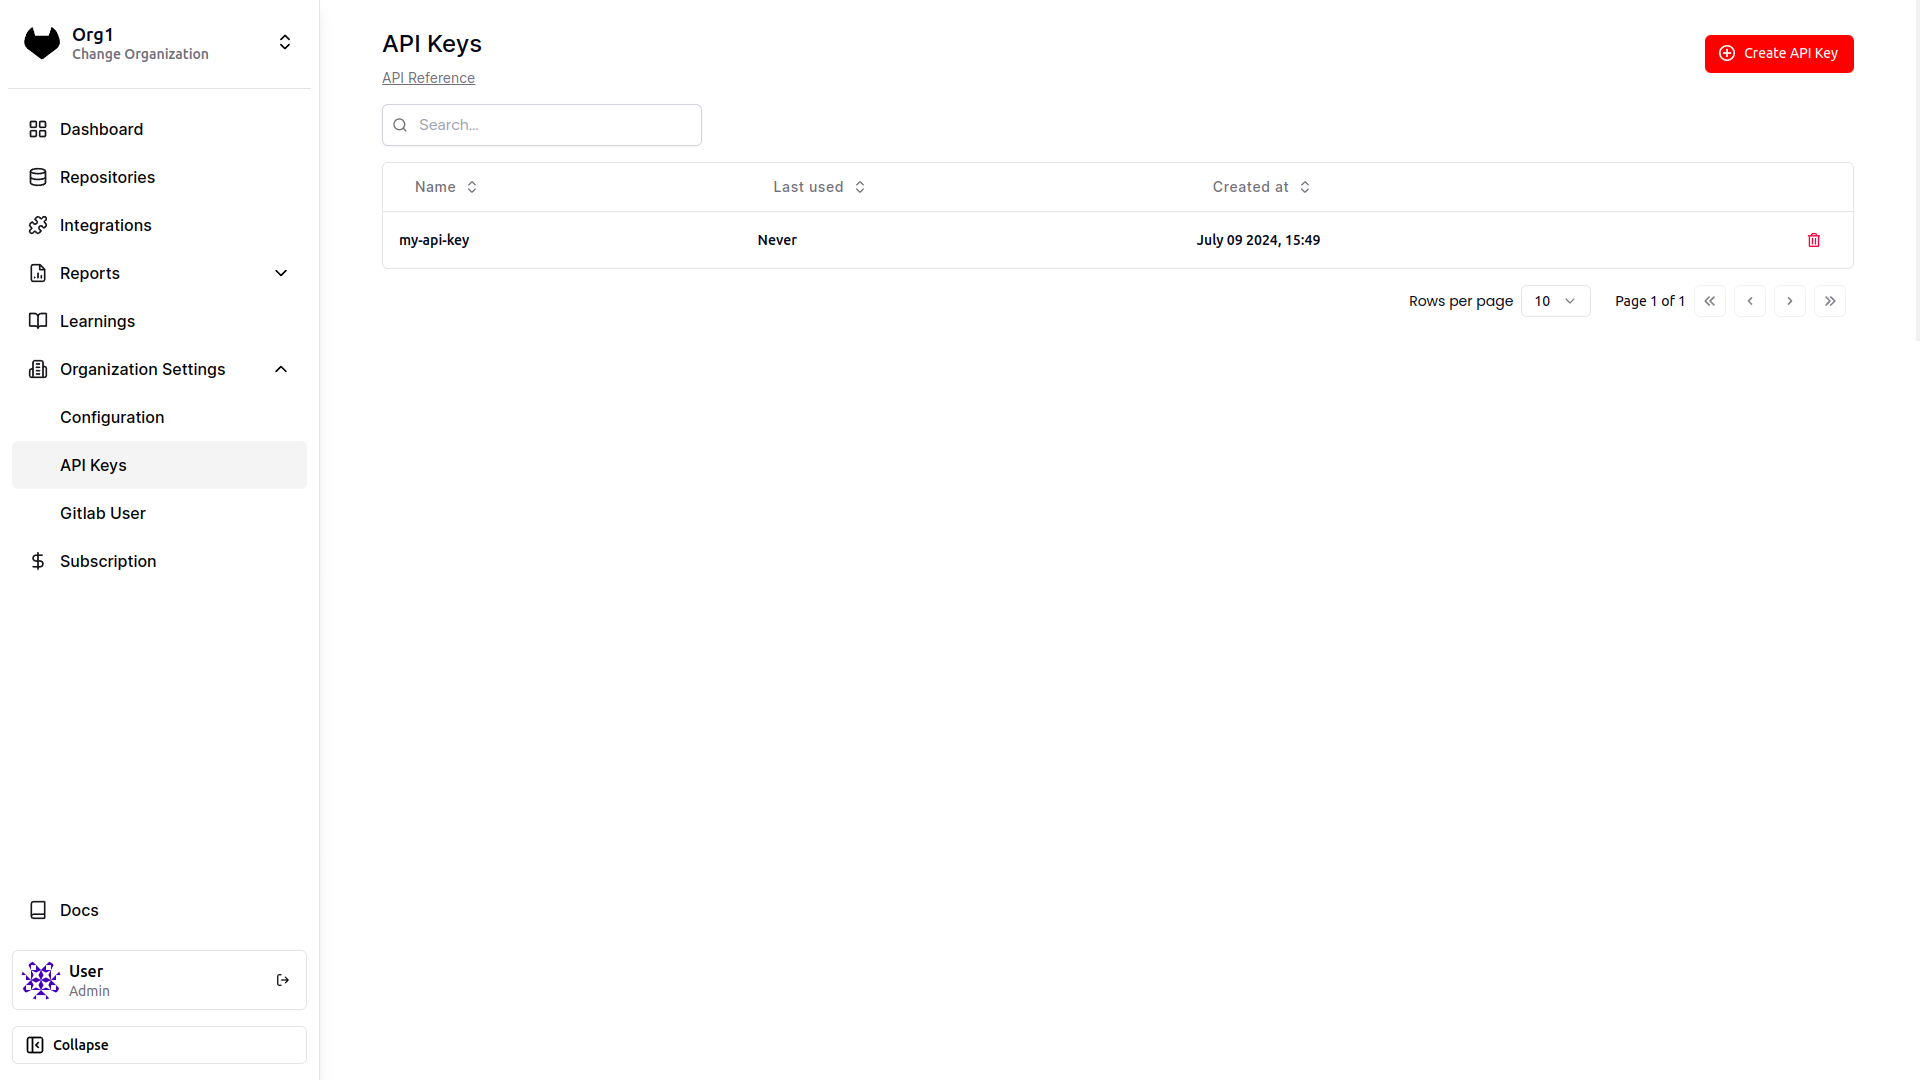 Org1
Change Organization
Dashboard
Repositories
Integrations
Reports
Learnings
Organization Settings
Configuration
API Keys
Gitlab User
Subscription
Docs
User
Admin
Collapse
API Keys
API Reference
Create API Key
Search...
Name Last used Created at
my-api-key Never July 09 2024, 15:49
Rows per page 10 Page 1 of 1